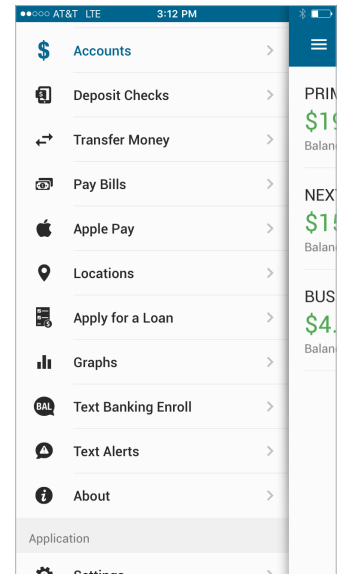 AT&T LTE 3:12 PM
$ Accounts
$ Deposit Checks
Transfer Money
Pay Bills
Apple Pay
Locations
Apply for a Loan
Graphs
BAL Text Banking Enroll
Text Alerts
i About
Application
Settings
PRIM
$19
Balan
NEX
$15
Balan
BUS
$4.
Balan